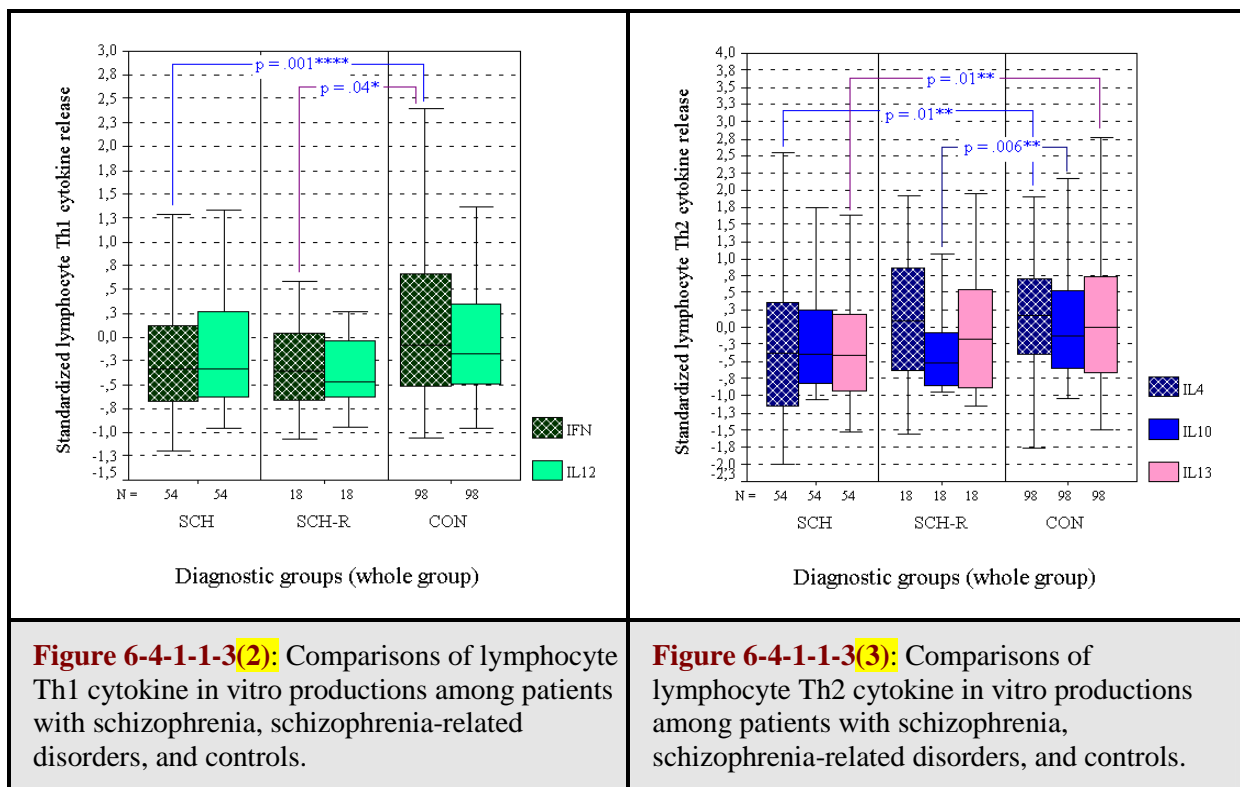 Standardized lymphocyte Th1 cytokine release
3,0
2,8
2,5
2,3
2,0
1,8
1,5
1,3
1,0
,8
,5
,3
0,0
-,3
-,5
-,8
-1,0
-1,3
-1,5
p = .001****
p = .04*
IFN
IL12
N =
54 54 18 18 98 98
SCH SCH-R CON
Diagnostic groups (whole group)
Standardized lymphocyte Th2 cytokine release
4,0
3,8
3,5
3,3
3,0
2,8
2,5
2,3
2,0
1,8
1,5
1,3
1,0
,8
,5
,3
0,0
-,3
-,5
-,8
-1,0
-1,3
-1,5
-1,8
-2,0
-2,3
p = .01**
p = .01**
p = .006**
IL4
IL10
IL13
N =
54 54 54 18 18 18 98 98 98
SCH SCH-R CON
Diagnostic groups (whole group)
Figure 6-4-1-1-3(2): Comparisons of lymphocyte
Th1 cytokine in vitro productions among patients
with schizophrenia, schizophrenia-related
disorders, and controls.
Figure 6-4-1-1-3(3): Comparisons of
lymphocyte Th2 cytokine in vitro productions
among patients with schizophrenia,
schizophrenia-related disorders, and controls.